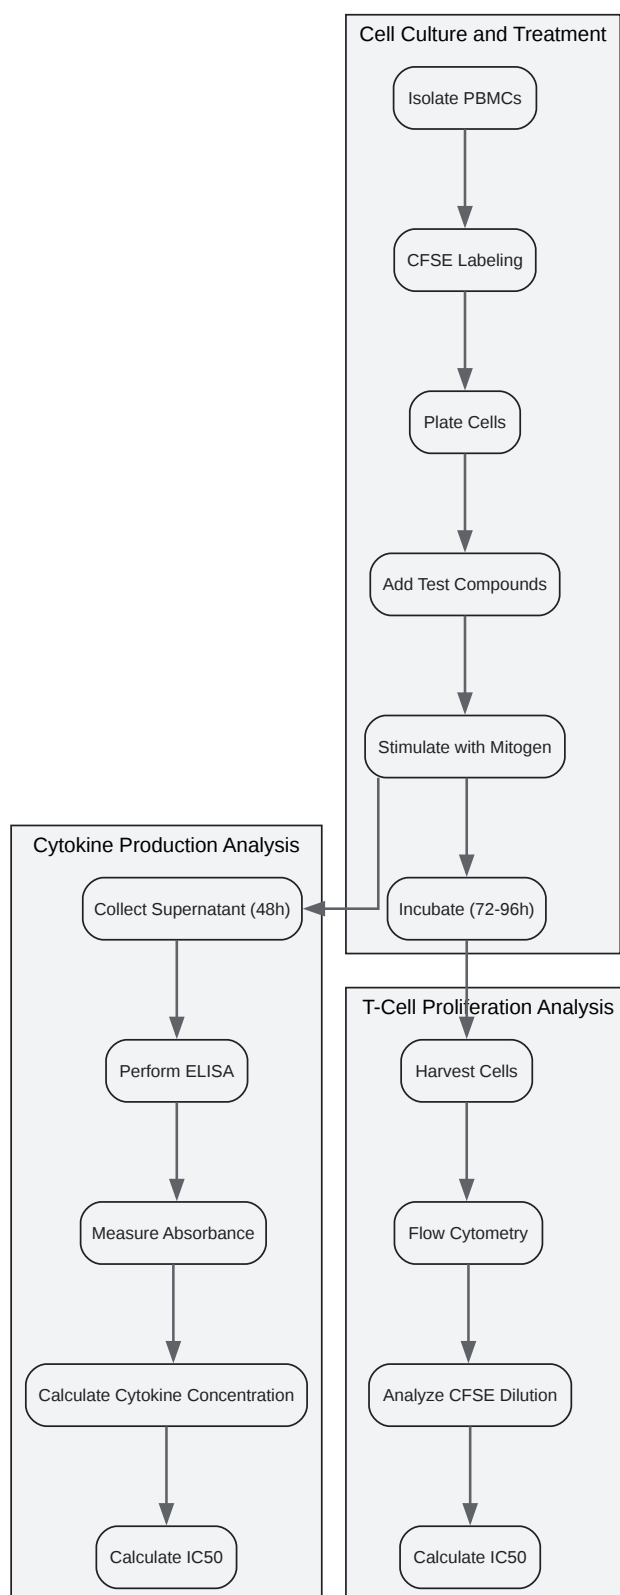 Cell Culture and Treatment
Isolate PBMCs
CFSE Labeling
Plate Cells
Add Test Compounds
Stimulate with Mitogen
Incubate (72-96h)
Cytokine Production Analysis
Collect Supernatant (48h)
Perform ELISA
Measure Absorbance
Calculate Cytokine Concentration
Calculate IC50
T-Cell Proliferation Analysis
Harvest Cells
Flow Cytometry
Analyze CFSE Dilution
Calculate IC50